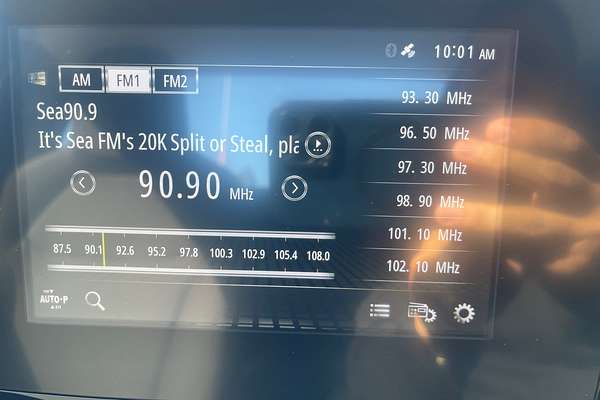 10:01 AM
AM FM1 FM2
Sea90.9
It's Sea FM's 20K Split or Steal, pla
90.90 MHz
87.5 90.1 92.6 95.2 97.8 100.3 102.9 105.4 108.0
AUTO-P
93. 30 MHz
96. 50 MHz
97. 30 MHz
98. 90 MHz
101. 10 MHz
102. 10 MHz